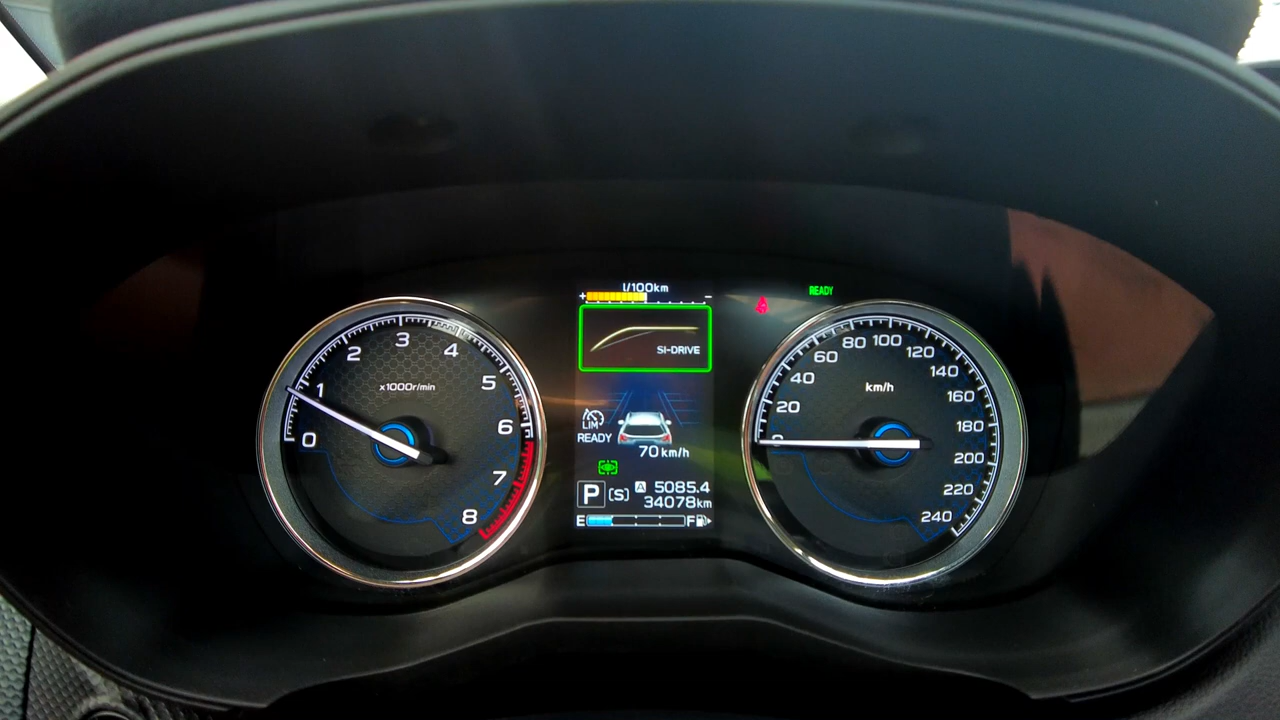 l/100km
+ −
SI-DRIVE
LIM
READY
70 km/h
P [S] A 5085.4
34078km
E F
READY
0
1
2
3
4
5
6
7
8
x1000r/min
0
20
40
60
80
100
120
140
160
180
200
220
240
km/h